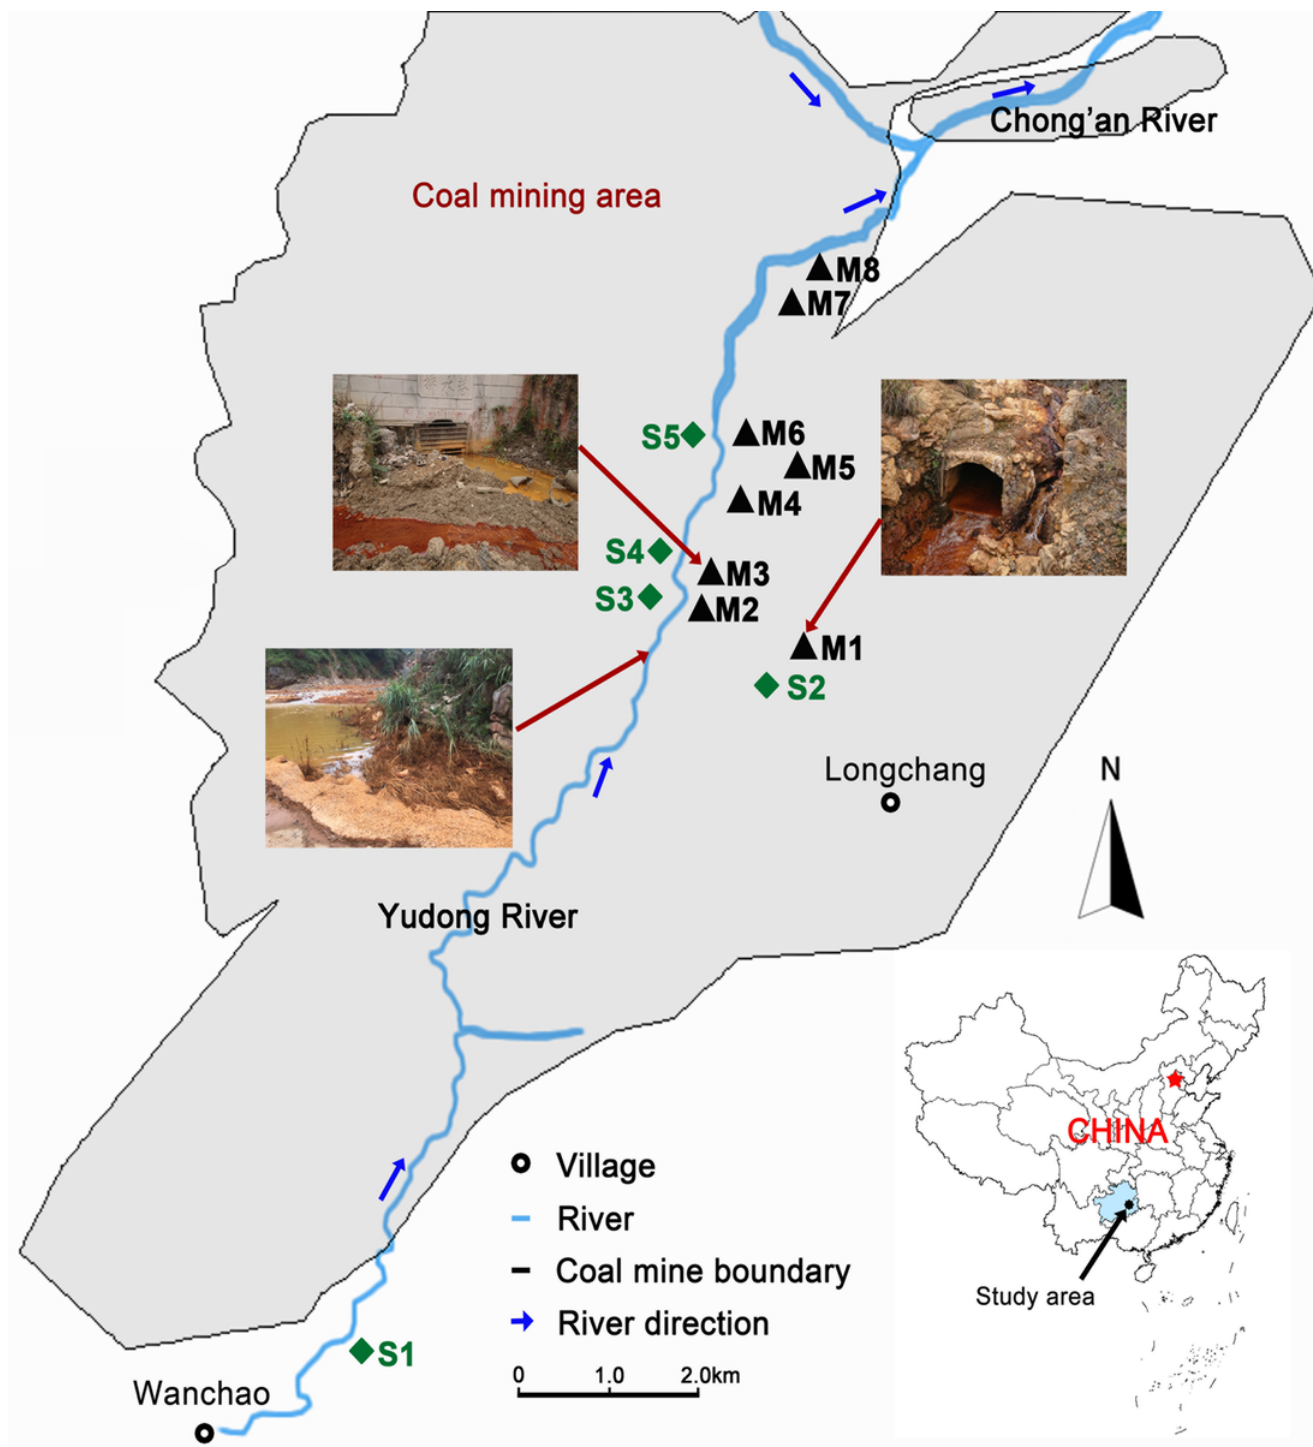 Chong'an River
Coal mining area
M8
M7
S5
M6
M5
M4
S4
M3
S3
M2
M1
S2
Longchang
N
Yudong River
CHINA
Village
River
Study area
Coal mine boundary
River direction
S1
0 1.0 2.0km
Wanchao